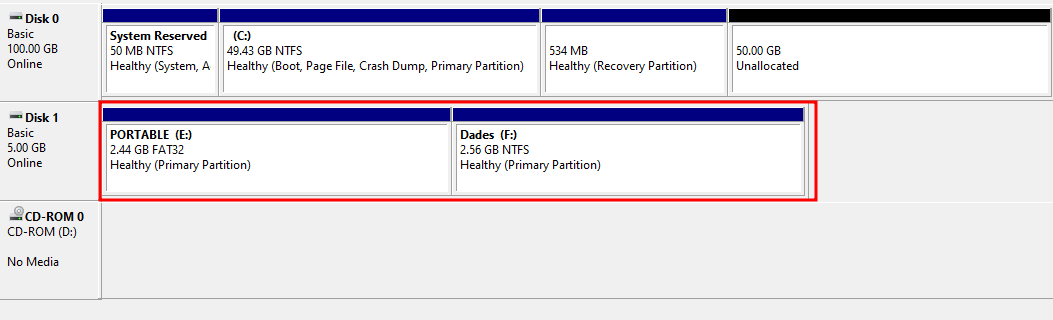 Disk 0
Basic
100.00 GB
Online
System Reserved
50 MB NTFS
Healthy (System, A
(C:)
49.43 GB NTFS
Healthy (Boot, Page File, Crash Dump, Primary Partition)
534 MB
Healthy (Recovery Partition)
50.00 GB
Unallocated
Disk 1
Basic
5.00 GB
Online
PORTABLE (E:)
2.44 GB FAT32
Healthy (Primary Partition)
Dades (F:)
2.56 GB NTFS
Healthy (Primary Partition)
CD-ROM 0
CD-ROM (D:)
No Media